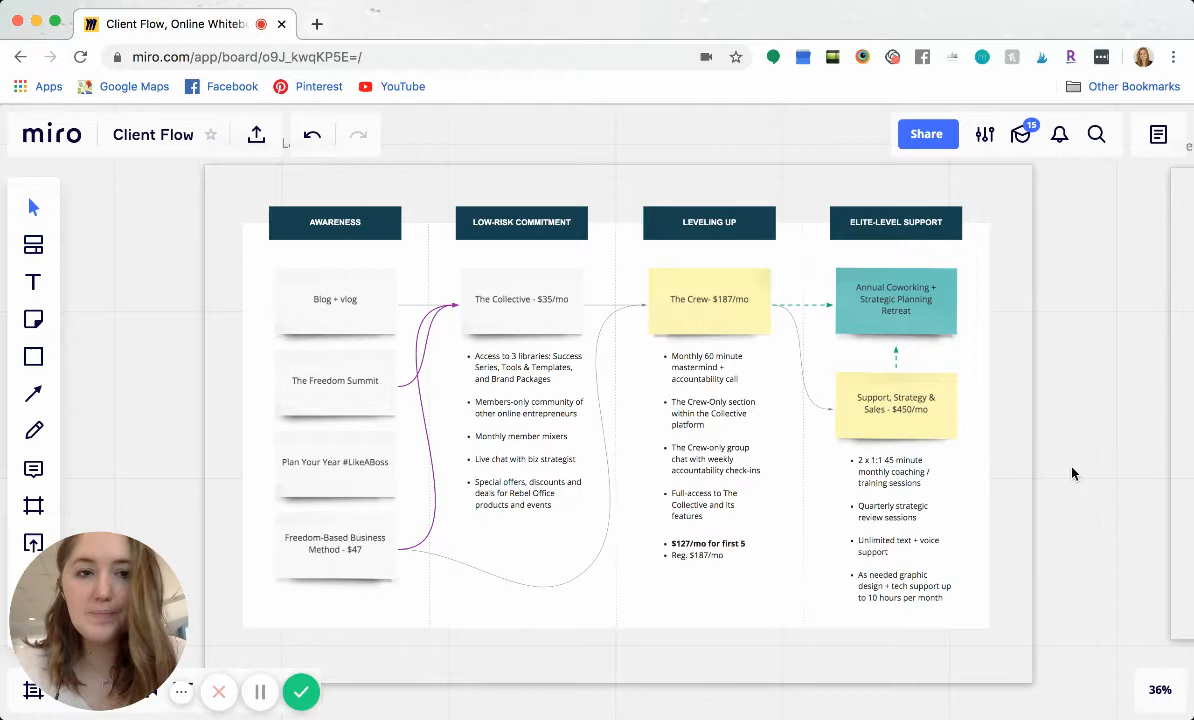 Client Flow, Online Whiteb
miro.com/app/board/o9J_kwqKP5E=/
Apps
Google Maps
Facebook
Pinterest
YouTube
Other Bookmarks
miro
Client Flow
Share
15
AWARENESS
LOW-RISK COMMITMENT
LEVELING UP
ELITE-LEVEL SUPPORT
Blog + vlog
The Freedom Summit
Plan Your Year #LikeABoss
Freedom-Based Business
Method - $47
The Collective - $35/mo
• Access to 3 libraries: Success
Series, Tools & Templates,
and Brand Packages
• Members-only community of
other online entrepreneurs
• Monthly member mixers
• Live chat with biz strategist
• Special offers, discounts and
deals for Rebel Office
products and events
The Crew- $187/mo
• Monthly 60 minute
mastermind +
accountability call
• The Crew-Only section
within the Collective
platform
• The Crew-only group
chat with weekly
accountability check-ins
• Full-access to The
Collective and its
features
• $127/mo for first 5
• Reg. $187/mo
Annual Coworking +
Strategic Planning
Retreat
Support, Strategy &
Sales - $450/mo
• 2 x 1:1 45 minute
monthly coaching /
training sessions
• Quarterly strategic
review sessions
• Unlimited text + voice
support
• As needed graphic
design + tech support up
to 10 hours per month
36%